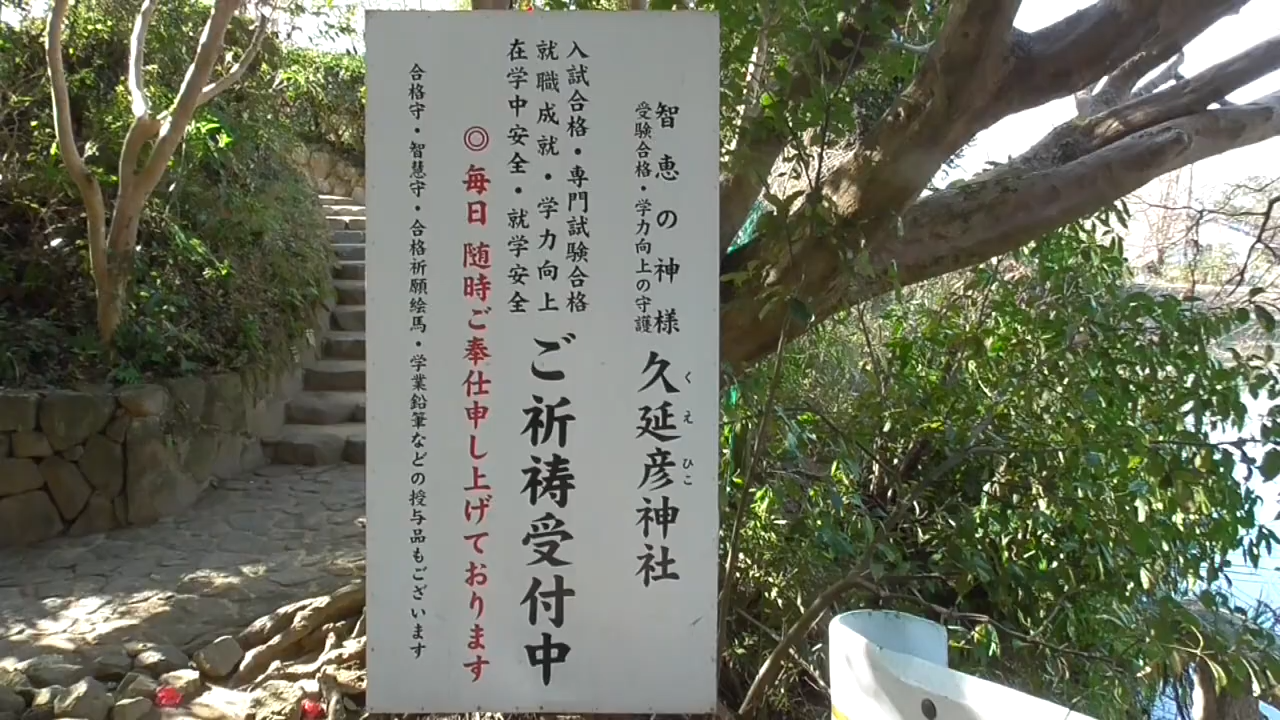 智恵の神様
受験合格・学力向上の守護
久延彦神社
くえひこ
入試合格・専門試験合格
就職成就・学力向上
在学中安全・就学安全
ご祈祷受付中
◎毎日 随時ご奉仕申し上げております
合格守・智慧守・合格祈願絵馬・学業鉛筆などの授与品もございます